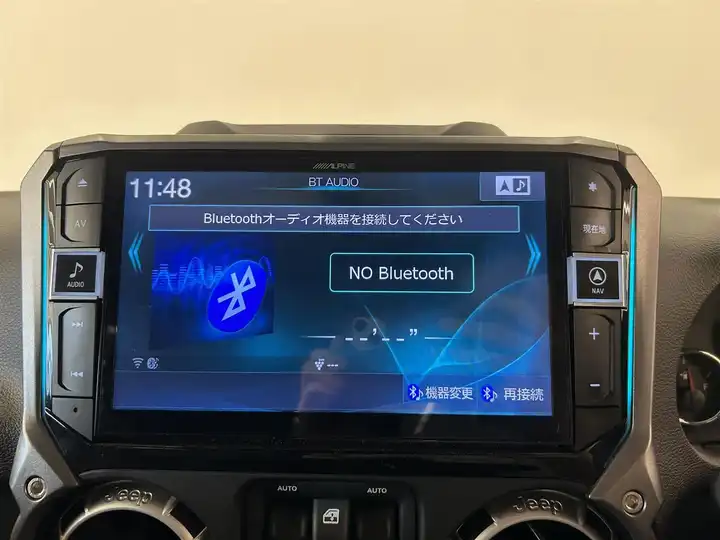 ALPINE
11:48
BT AUDIO
Bluetoothオーディオ機器を接続してください
AV
現在地
NO Bluetooth
AUDIO
NAV
--'--"
+
--
−
機器変更
再接続
AUTO
AUTO
Jeep
Jeep